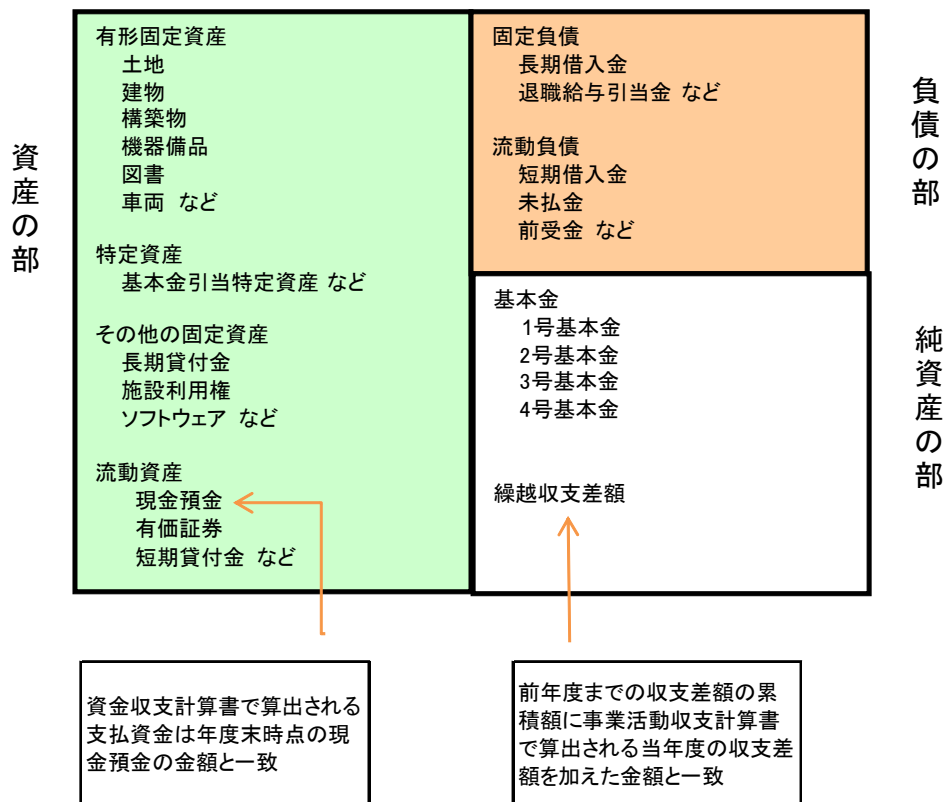 資産の部
有形固定資産
土地
建物
構築物
機器備品
図書
車両 など
特定資産
基本金引当特定資産 など
その他の固定資産
長期貸付金
施設利用権
ソフトウェア など
流動資産
現金預金
有価証券
短期貸付金 など
固定負債
長期借入金
退職給与引当金 など
流動負債
短期借入金
未払金
前受金 など
負債の部
基本金
1号基本金
2号基本金
3号基本金
4号基本金
繰越収支差額
純資産の部
資金収支計算書で算出される
支払資金は年度末時点の現
金預金の金額と一致
前年度までの収支差額の累
積額に事業活動収支計算書
で算出される当年度の収支差
額を加えた金額と一致